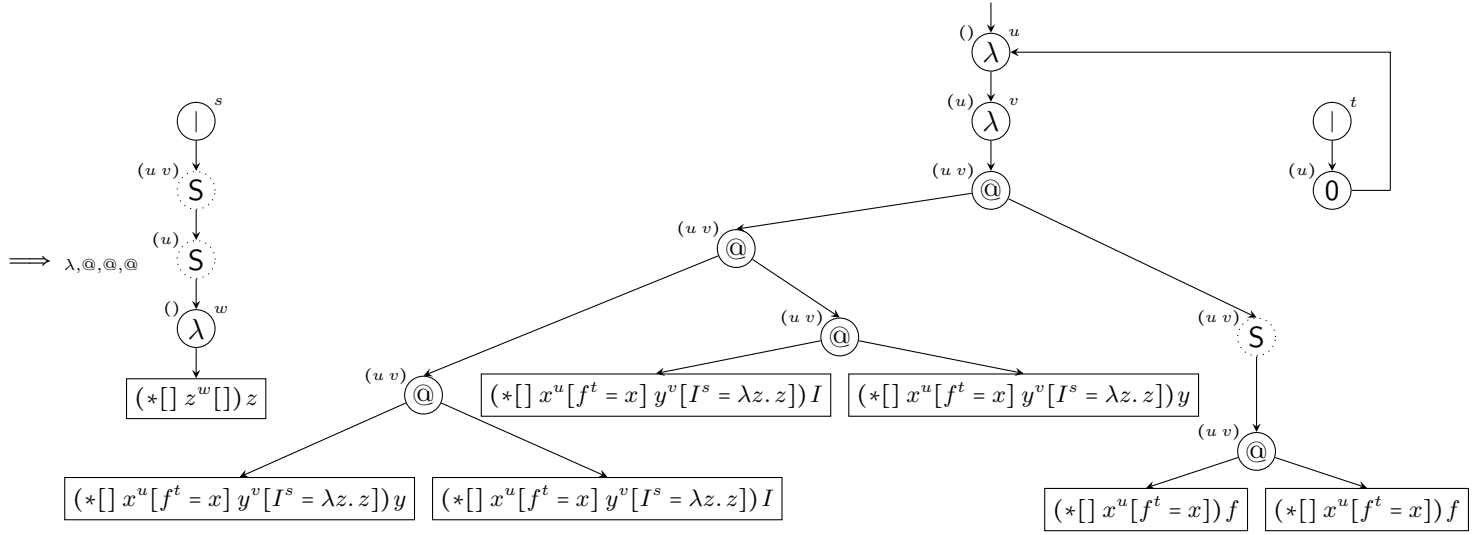 () λ u
s | (u) λ v | t
(u v) S (u v) @ (u) 0
(u v) @
⟹ λ,@,@,@ (u) S
() λ w (u v) @ (u v) S
(∗[] z^w[]) z (u v) @ (∗[] x^u[f^t = x] y^v[I^s = λz. z]) I (∗[] x^u[f^t = x] y^v[I^s = λz. z]) y
(u v) @
(∗[] x^u[f^t = x] y^v[I^s = λz. z]) y (∗[] x^u[f^t = x] y^v[I^s = λz. z]) I (∗[] x^u[f^t = x]) f (∗[] x^u[f^t = x]) f